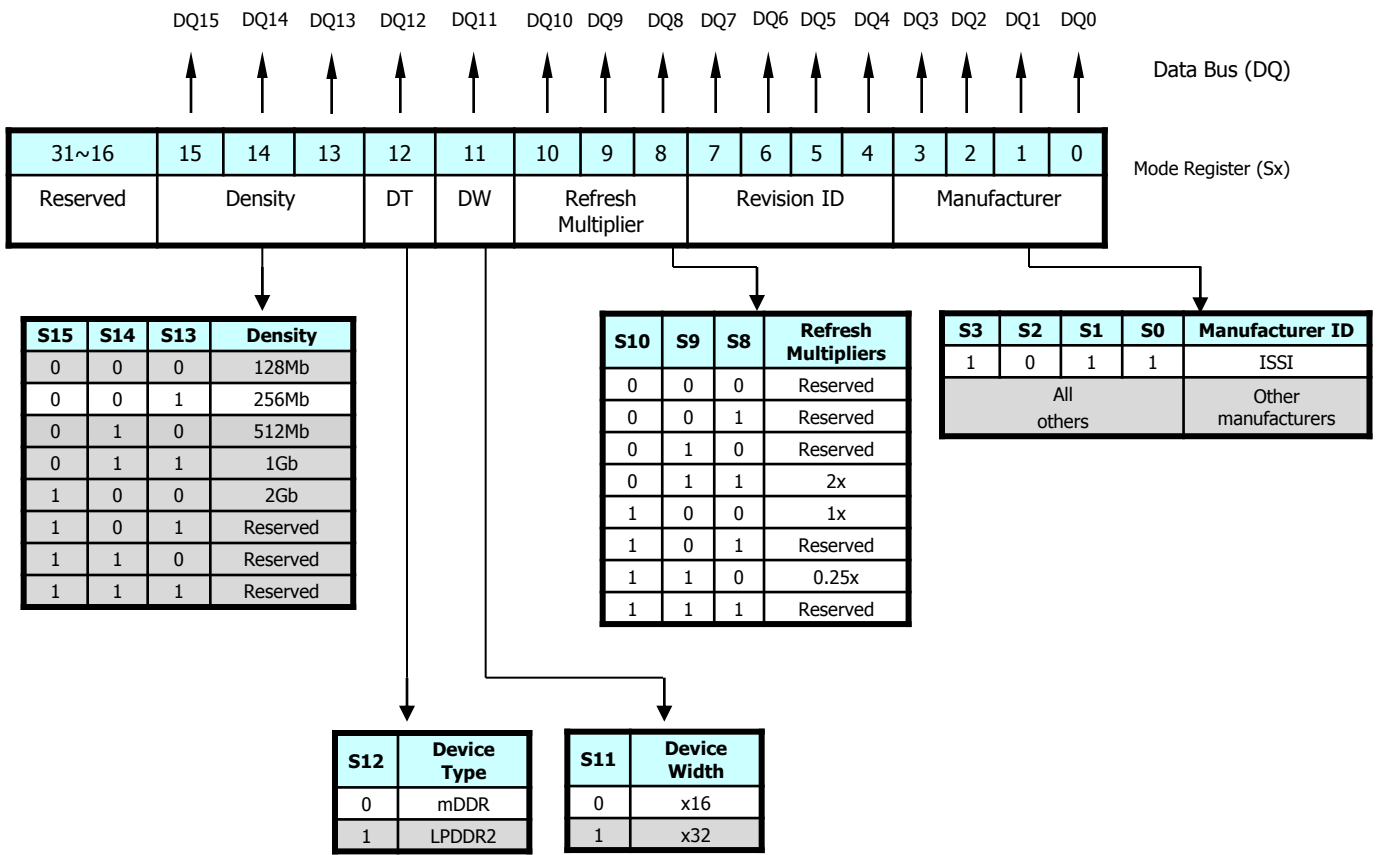 DQ15 DQ14 DQ13 DQ12 DQ11 DQ10 DQ9 DQ8 DQ7 DQ6 DQ5 DQ4 DQ3 DQ2 DQ1 DQ0
Data Bus (DQ)
31~16 15 14 13 12 11 10 9 8 7 6 5 4 3 2 1 0
Mode Register (Sx)
Reserved Density DT DW Refresh Revision ID Manufacturer
Multiplier
S15 S14 S13 Density
0 0 0 128Mb
0 0 1 256Mb
0 1 0 512Mb
0 1 1 1Gb
1 0 0 2Gb
1 0 1 Reserved
1 1 0 Reserved
1 1 1 Reserved
S10 S9 S8 Refresh
Multipliers
0 0 0 Reserved
0 0 1 Reserved
0 1 0 Reserved
0 1 1 2x
1 0 0 1x
1 0 1 Reserved
1 1 0 0.25x
1 1 1 Reserved
S3 S2 S1 S0 Manufacturer ID
1 0 1 1 ISSI
All Other
others manufacturers
S12 Device
Type
0 mDDR
1 LPDDR2
S11 Device
Width
0 x16
1 x32